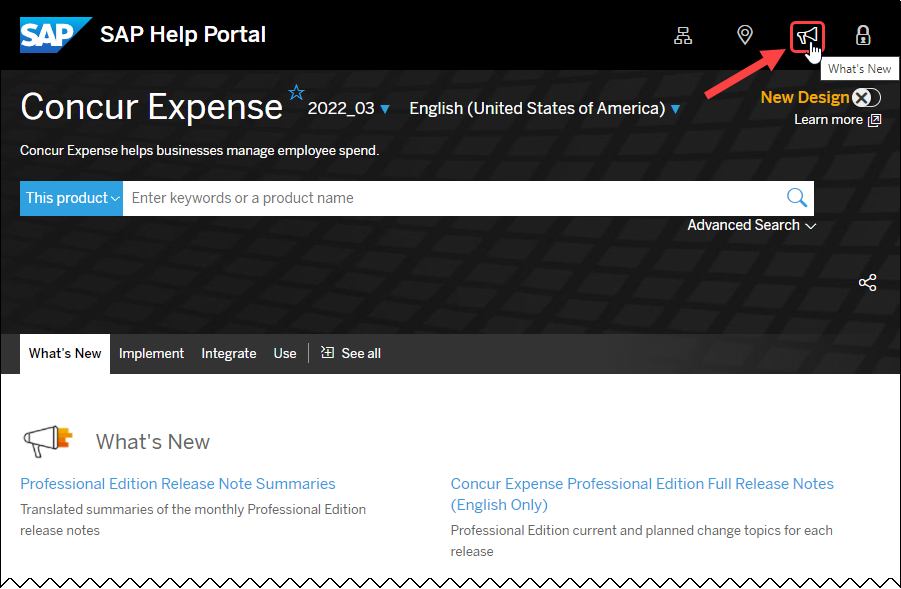 SAP SAP Help Portal
What's New
Concur Expense 2022_03 English (United States of America)
New Design
Learn more
Concur Expense helps businesses manage employee spend.
This product Enter keywords or a product name
Advanced Search
What's New Implement Integrate Use See all
What's New
Professional Edition Release Note Summaries
Translated summaries of the monthly Professional Edition
release notes
Concur Expense Professional Edition Full Release Notes
(English Only)
Professional Edition current and planned change topics for each
release